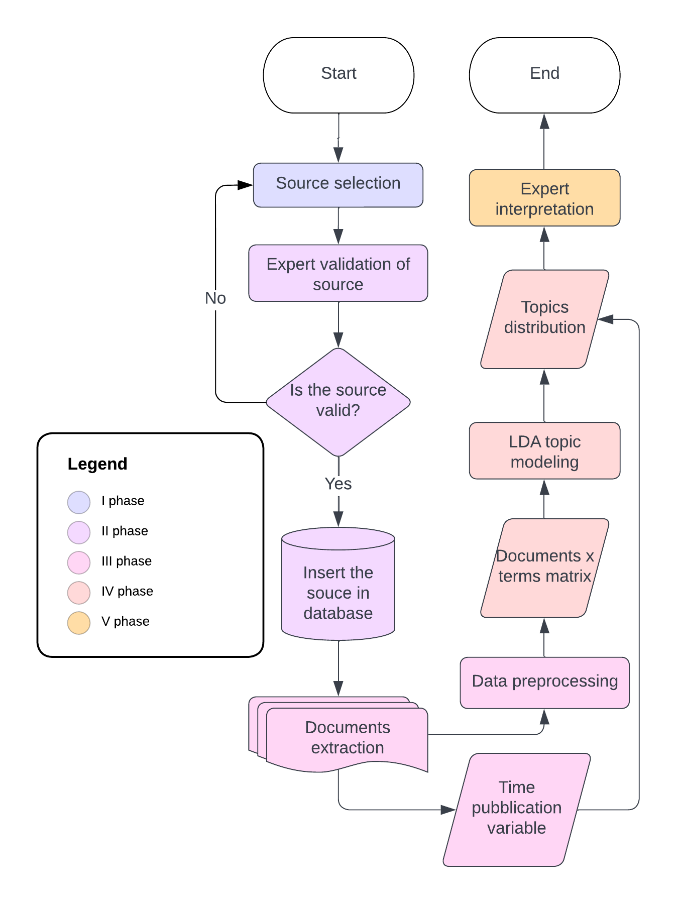 Start
Source selection
Expert validation of
source
No
Is the source
valid?
Yes
Insert the
souce in
database
Documents
extraction
Time
pubblication
variable
Data preprocessing
Documents x
terms matrix
LDA topic
modeling
Topics
distribution
Expert
interpretation
End
Legend
I phase
II phase
III phase
IV phase
V phase